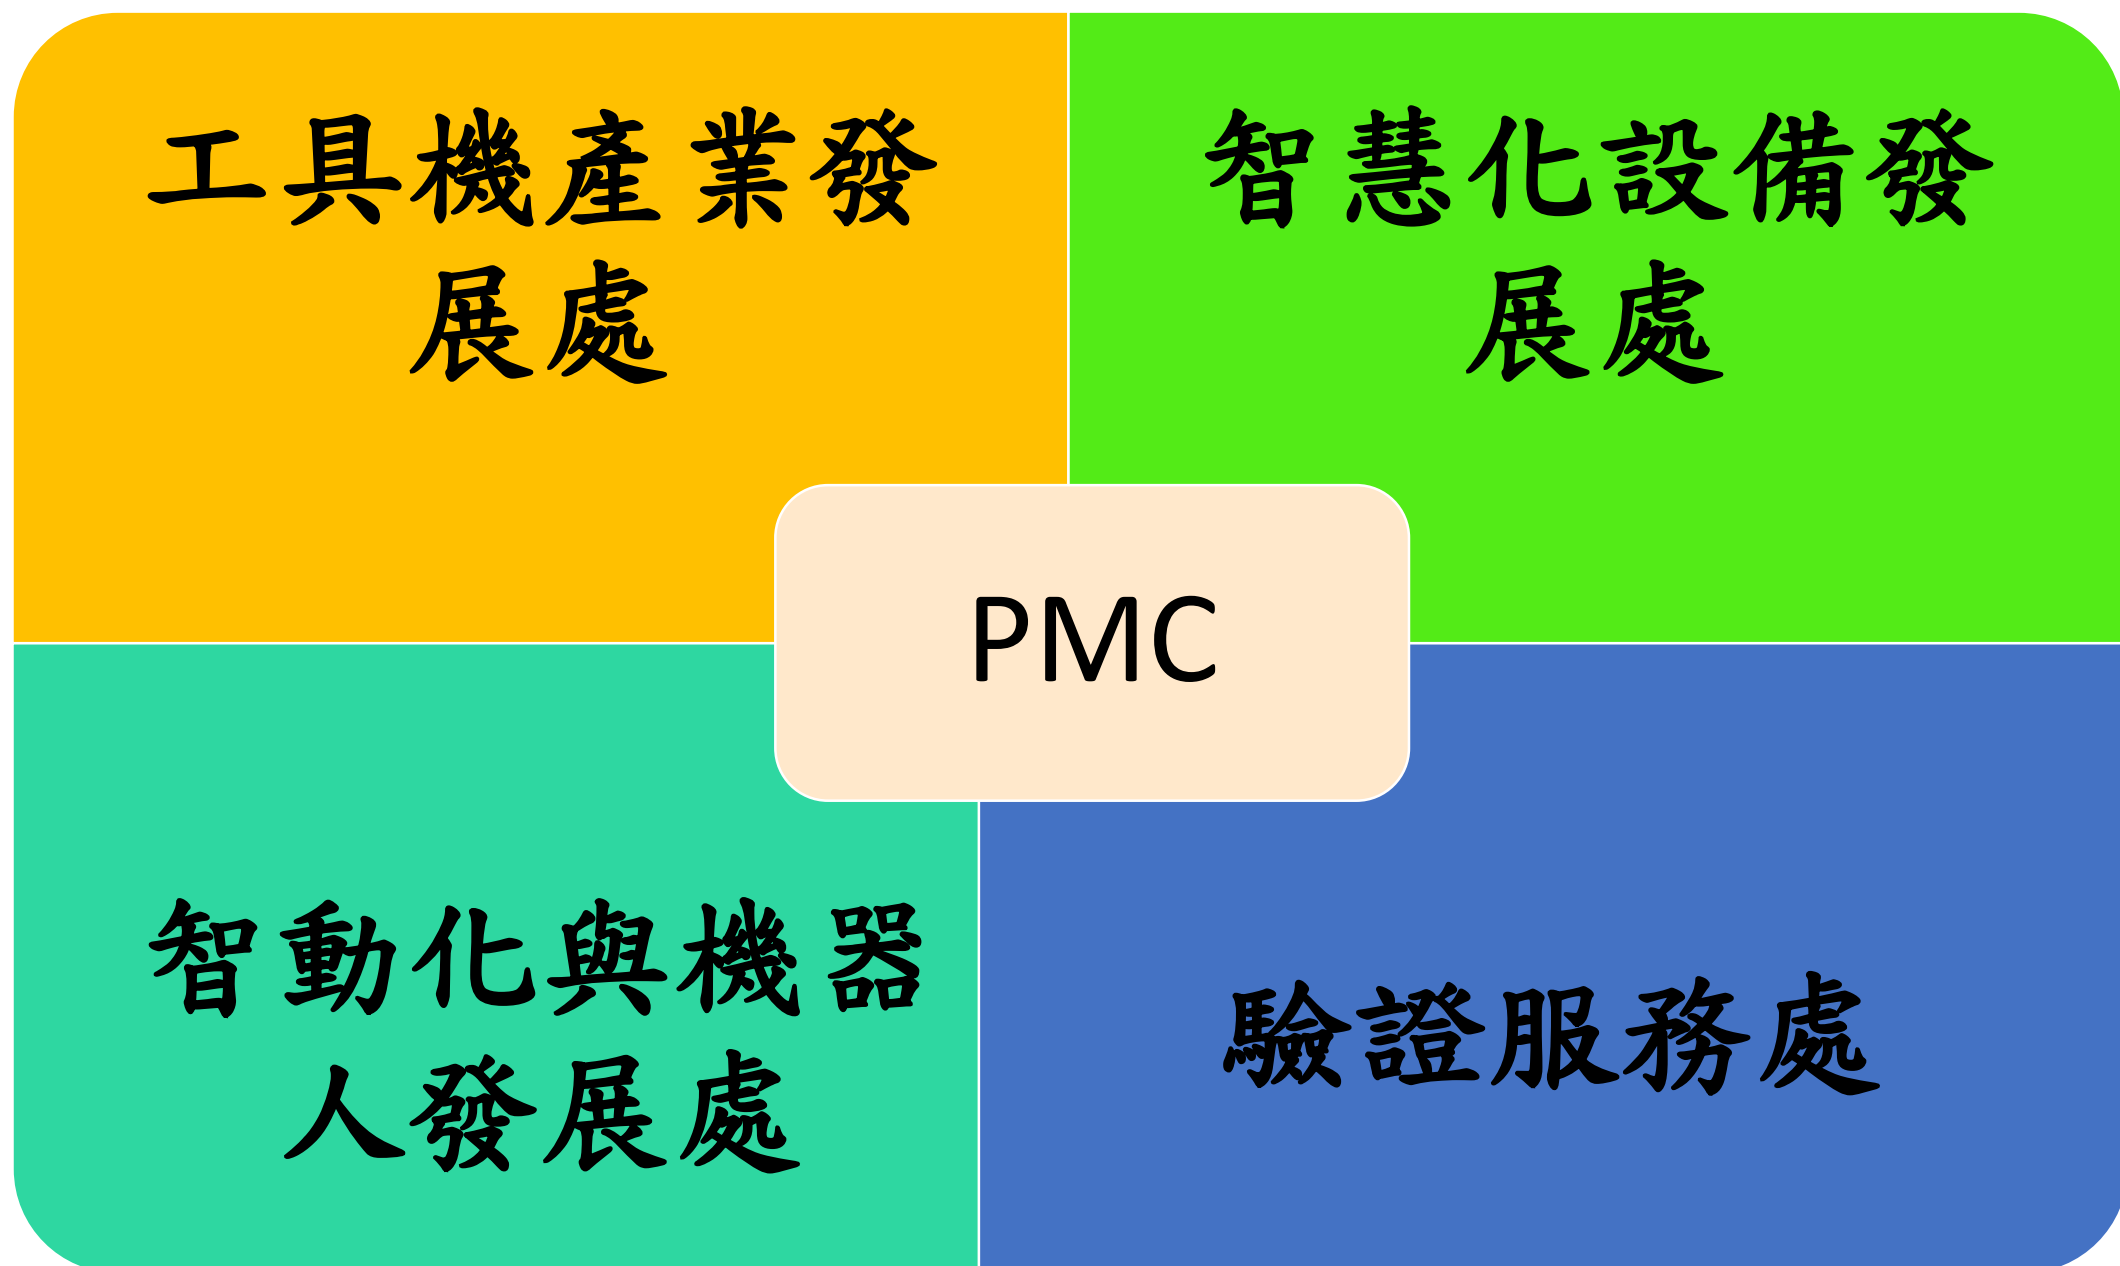 工具機產業發
展處
智慧化設備發
展處
PMC
智動化與機器
人發展處
驗證服務處